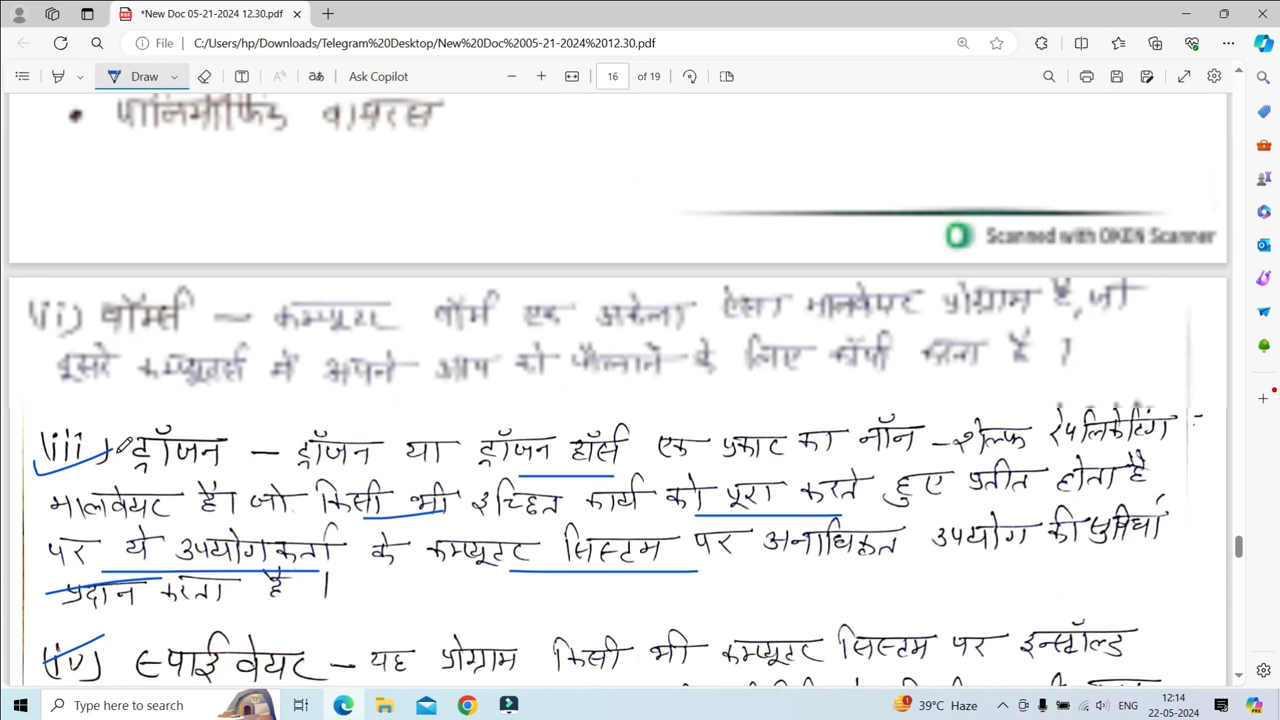 *New Doc 05-21-2024 12.30.pdf
File C:/Users/hp/Downloads/Telegram%20Desktop/New%20Doc%2005-21-2024%2012.30.pdf
Draw aあ Ask Copilot 16 of 19
वायरस
Scanned with OKEN Scanner
(ii) वॉर्म्स – कम्प्यूटर वॉर्म एक अकेला ऐसा मालवेयर प्रोग्राम है, जो
दूसरे कम्प्यूटर्स में अपने आप को फैलाने के लिए कॉपी करता है ।
(iii) ट्रॉजन – ट्रॉजन या ट्रॉजन हॉर्स एक प्रकार का नॉन – शेल्फ रेपलिकेटिंग
मालवेयर है। जो किसी भी इच्छित कार्य को पूरा करते हुए प्रतीत होता है
पर ये उपयोगकर्ता के कम्प्यूटर सिस्टम पर अनाधिकृत उपयोग की सुविधा
प्रदान करता है ।
(iv) स्पाईवेयर – यह प्रोग्राम किसी भी कम्प्यूटर सिस्टम पर इन्स्टॉल्ड
Type here to search 1 39°C Haze ENG 12:14 22-05-2024